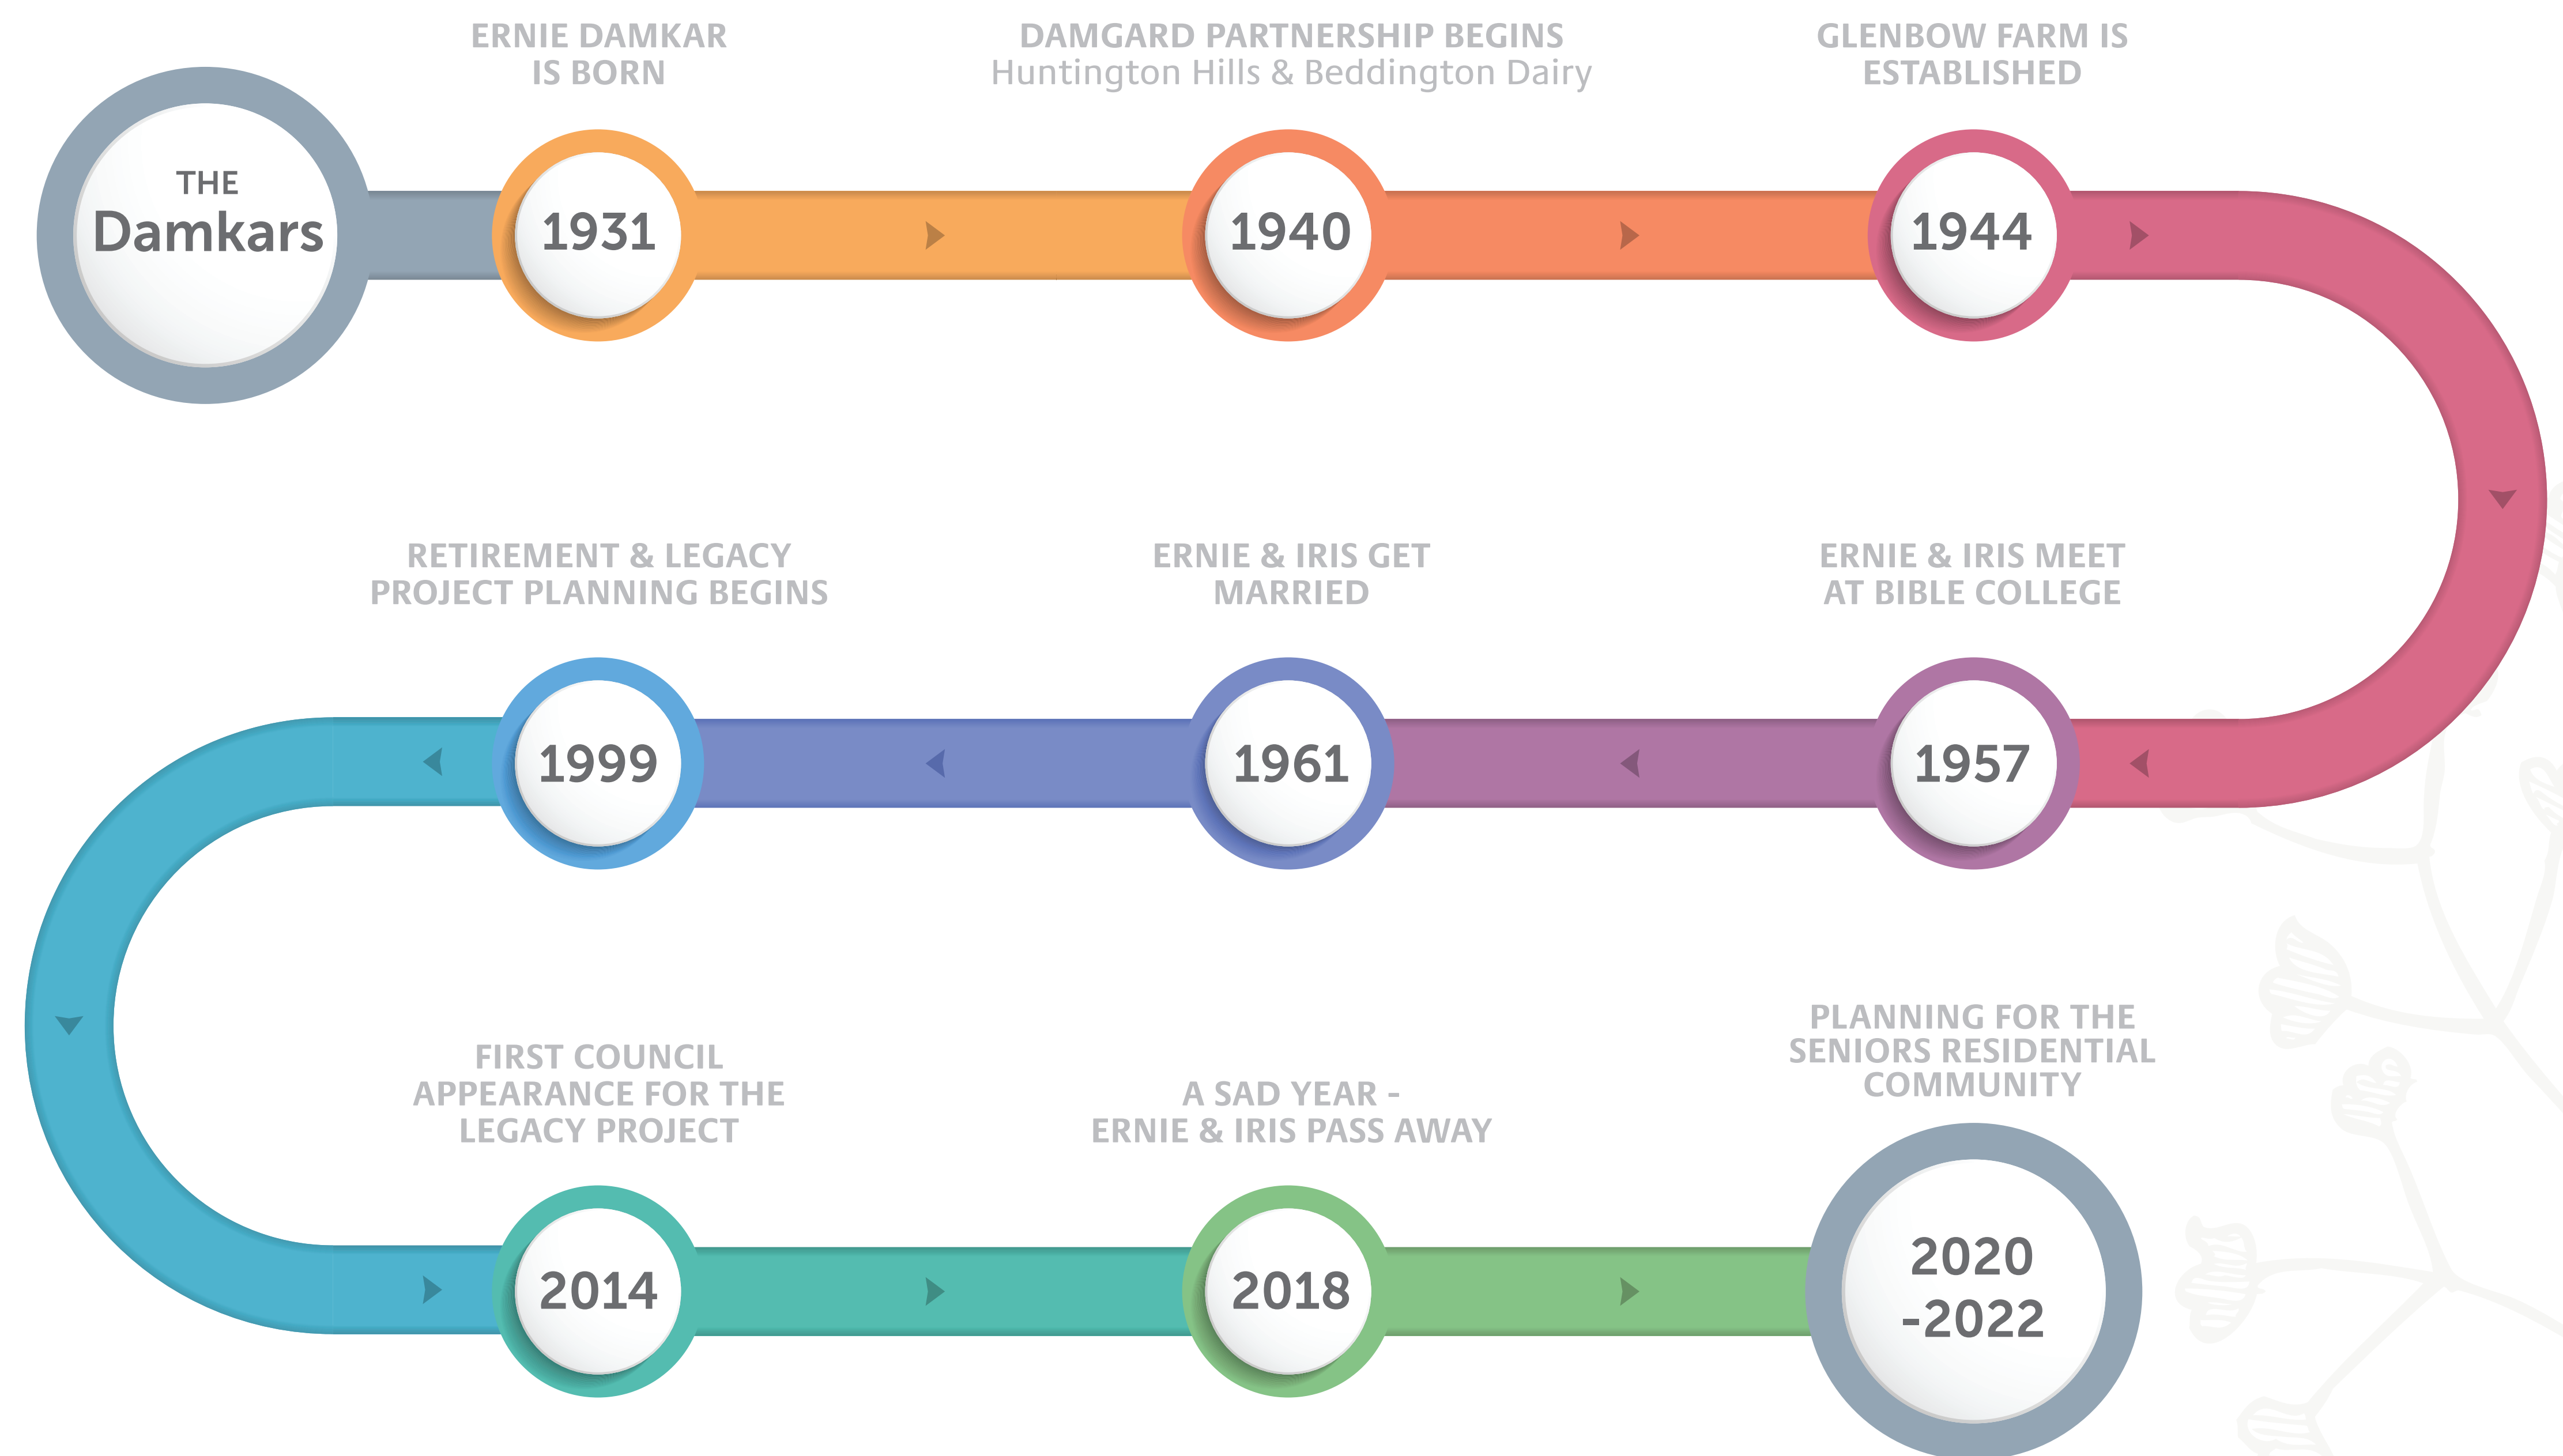 THE
Damkars
ERNIE DAMKAR
IS BORN
1931
DAMGARD PARTNERSHIP BEGINS
Huntington Hills & Beddington Dairy
1940
GLENBOW FARM IS
ESTABLISHED
1944
ERNIE & IRIS MEET
AT BIBLE COLLEGE
1957
ERNIE & IRIS GET
MARRIED
1961
RETIREMENT & LEGACY
PROJECT PLANNING BEGINS
1999
FIRST COUNCIL
APPEARANCE FOR THE
LEGACY PROJECT
2014
A SAD YEAR -
ERNIE & IRIS PASS AWAY
2018
PLANNING FOR THE
SENIORS RESIDENTIAL
COMMUNITY
2020
-2022